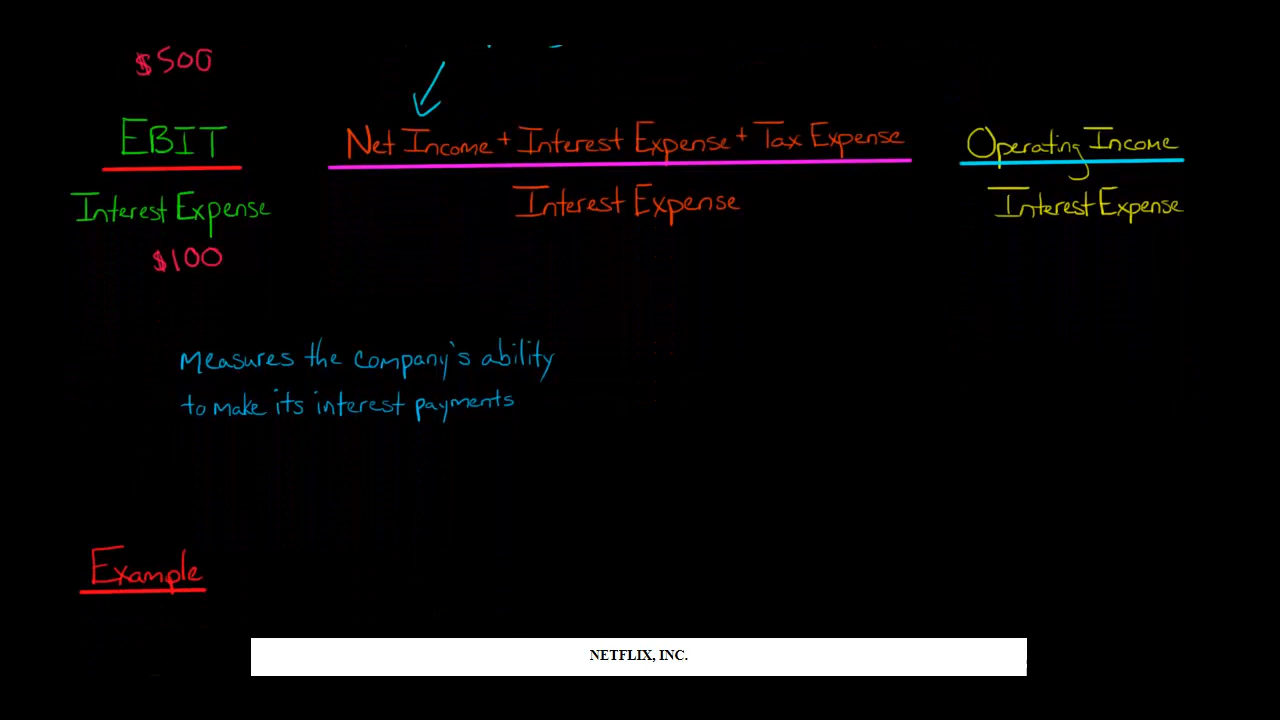 $500
EBIT
Interest Expense
$100
Net Income + Interest Expense + Tax Expense
Interest Expense
Operating Income
Interest Expense
Measures the company's ability
to make its interest payments
Example
NETFLIX, INC.